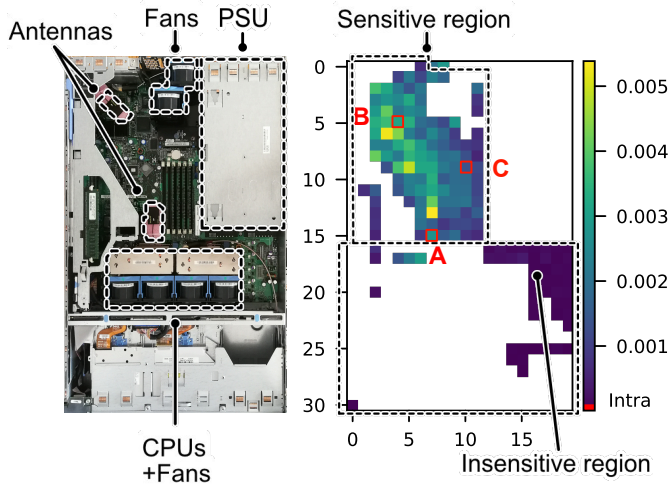 Antennas
Fans
PSU
Sensitive region
0
5
10
15
20
25
30
B
C
A
0
5
10
15
0.005
0.004
0.003
0.002
0.001
Intra
CPUs
+Fans
Insensitive region